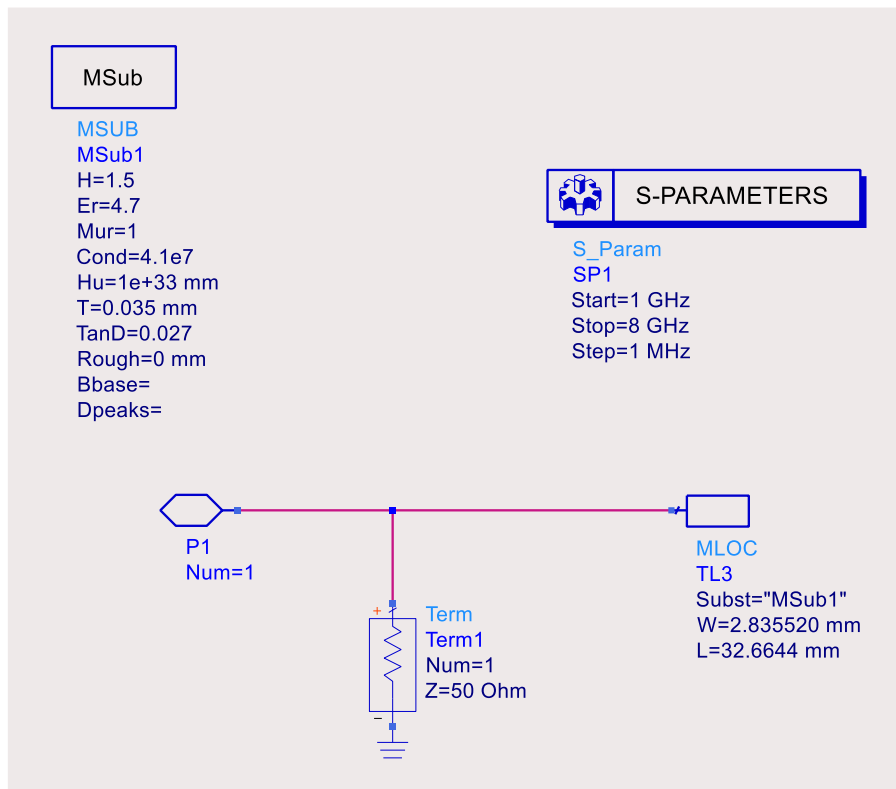 MSub
MSUB
MSub1
H=1.5
Er=4.7
Mur=1
Cond=4.1e7
Hu=1e+33 mm
T=0.035 mm
TanD=0.027
Rough=0 mm
Bbase=
Dpeaks=
S-PARAMETERS
S_Param
SP1
Start=1 GHz
Stop=8 GHz
Step=1 MHz
P1
Num=1
+
Term
Term1
Num=1
Z=50 Ohm
−
MLOC
TL3
Subst="MSub1"
W=2.835520 mm
L=32.6644 mm